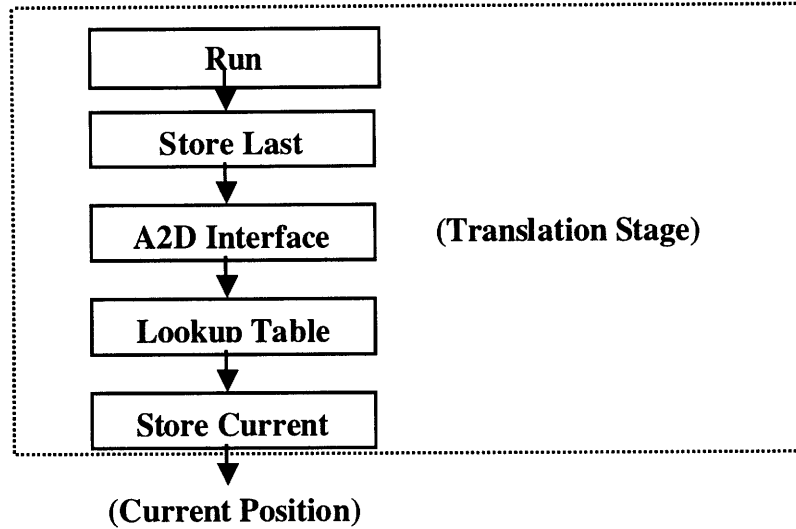 Run
Store Last
A2D Interface
(Translation Stage)
Lookup Table
Store Current
(Current Position)